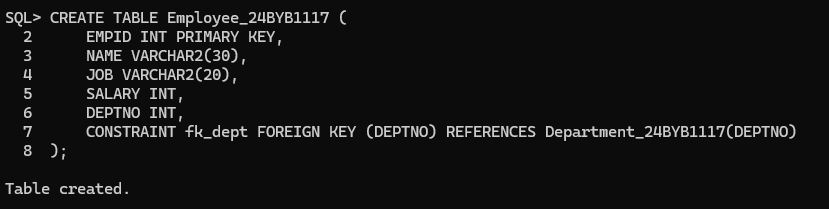 SQL> CREATE TABLE Employee_24BYB1117 (
  2      EMPID INT PRIMARY KEY,
  3      NAME VARCHAR2(30),
  4      JOB VARCHAR2(20),
  5      SALARY INT,
  6      DEPTNO INT,
  7      CONSTRAINT fk_dept FOREIGN KEY (DEPTNO) REFERENCES Department_24BYB1117(DEPTNO)
  8  );
Table created.